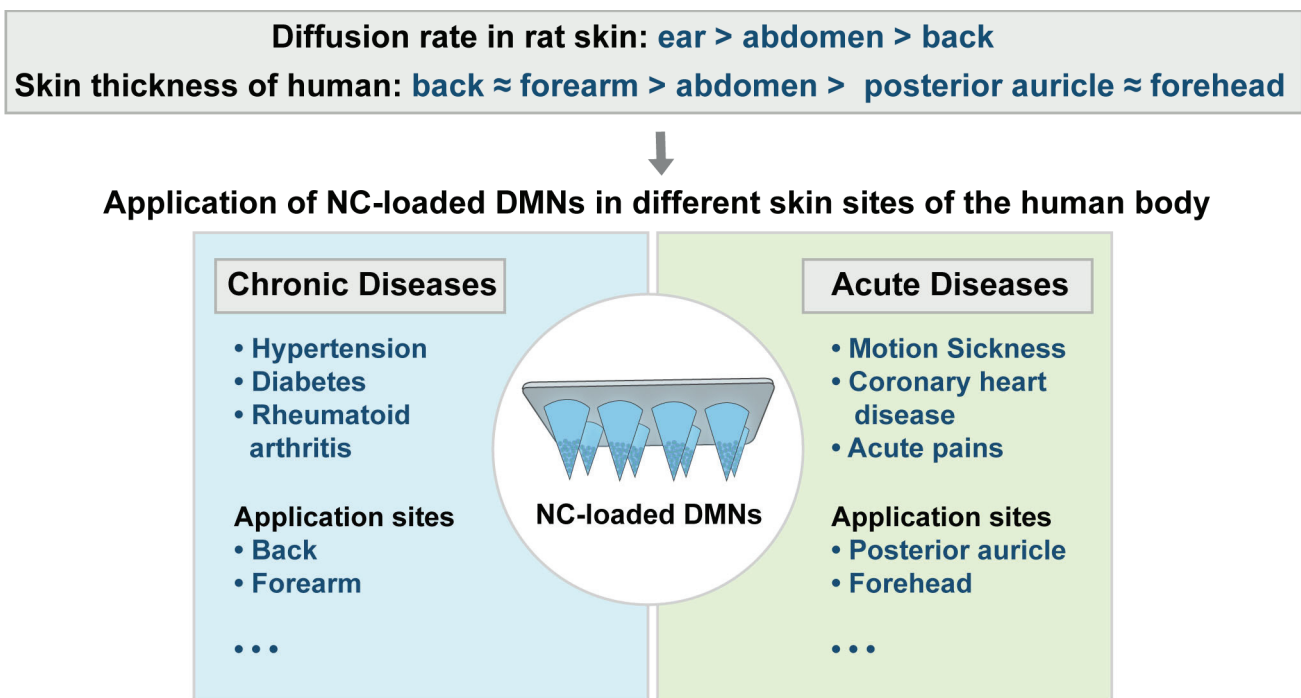 Diffusion rate in rat skin: ear > abdomen > back
Skin thickness of human: back ≈ forearm > abdomen > posterior auricle ≈ forehead
Application of NC-loaded DMNs in different skin sites of the human body
Chronic Diseases
• Hypertension
• Diabetes
• Rheumatoid
arthritis
Application sites
• Back
• Forearm
• • •
NC-loaded DMNs
Acute Diseases
• Motion Sickness
• Coronary heart
disease
• Acute pains
Application sites
• Posterior auricle
• Forehead
• • •